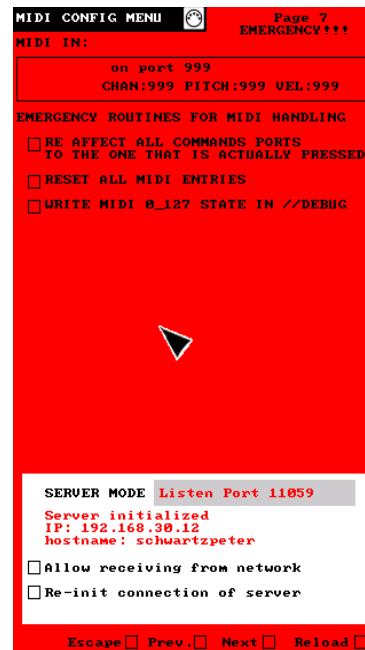 MIDI CONFIG MENU Page 7
EMERGENCY!!!
MIDI IN:
on port 999
CHAN:999 PITCH:999 VEL:999
EMERGENCY ROUTINES FOR MIDI HANDLING
RE AFFECT ALL COMMANDS PORTS
TO THE ONE THAT IS ACTUALLY PRESSED
RESET ALL MIDI ENTRIES
WRITE MIDI 0_127 STATE IN //DEBUG
SERVER MODE Listen Port 11059
Server initialized
IP: 192.168.30.12
hostname: schwartzpeter
Allow receiving from network
Re-init connection of server
Escape Prev. Next Reload